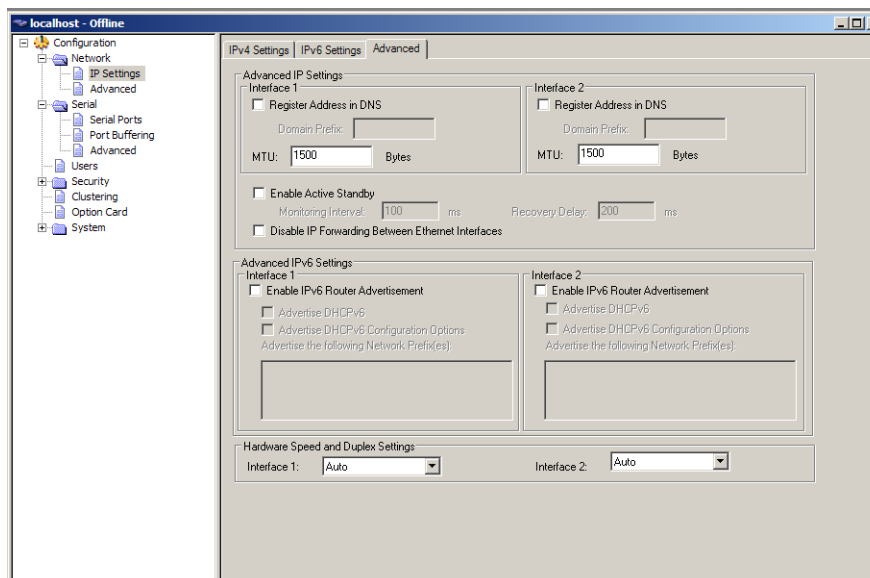 localhost - Offline
Configuration
Network
IP Settings
Advanced
Serial
Serial Ports
Port Buffering
Advanced
Users
Security
Clustering
Option Card
System
IPv4 Settings
IPv6 Settings
Advanced
Advanced IP Settings
Interface 1
Register Address in DNS
Domain Prefix:
MTU: 1500 Bytes
Interface 2
Register Address in DNS
Domain Prefix:
MTU: 1500 Bytes
Enable Active Standby
Monitoring Interval: 100 ms Recovery Delay: 200 ms
Disable IP Forwarding Between Ethernet Interfaces
Advanced IPv6 Settings
Interface 1
Enable IPv6 Router Advertisement
Advertise DHCPv6
Advertise DHCPv6 Configuration Options
Advertise the following Network Prefix(es):
Interface 2
Enable IPv6 Router Advertisement
Advertise DHCPv6
Advertise DHCPv6 Configuration Options
Advertise the following Network Prefix(es):
Hardware Speed and Duplex Settings
Interface 1: Auto
Interface 2: Auto